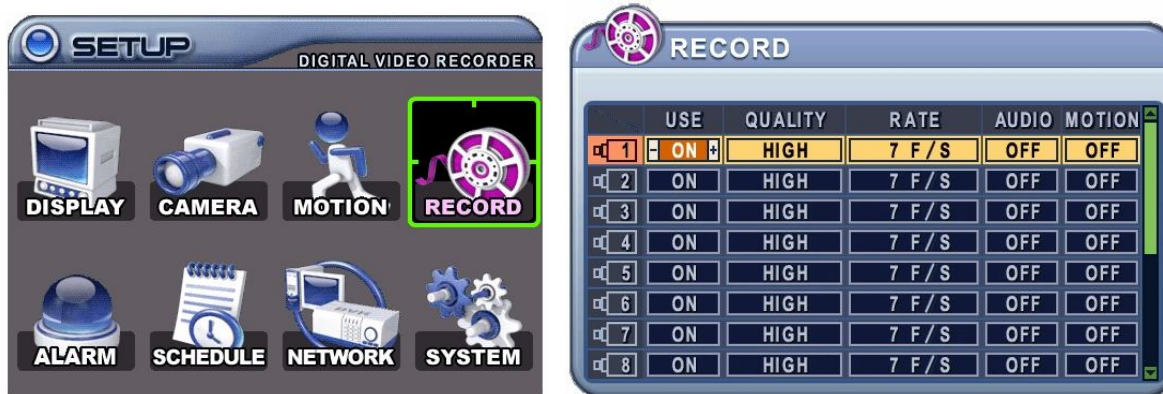 SETUP
DIGITAL VIDEO RECORDER
DISPLAY CAMERA MOTION RECORD
ALARM SCHEDULE NETWORK SYSTEM
RECORD
USE QUALITY RATE AUDIO MOTION
1 - ON + HIGH 7 F/S OFF OFF
2 ON HIGH 7 F/S OFF OFF
3 ON HIGH 7 F/S OFF OFF
4 ON HIGH 7 F/S OFF OFF
5 ON HIGH 7 F/S OFF OFF
6 ON HIGH 7 F/S OFF OFF
7 ON HIGH 7 F/S OFF OFF
8 ON HIGH 7 F/S OFF OFF